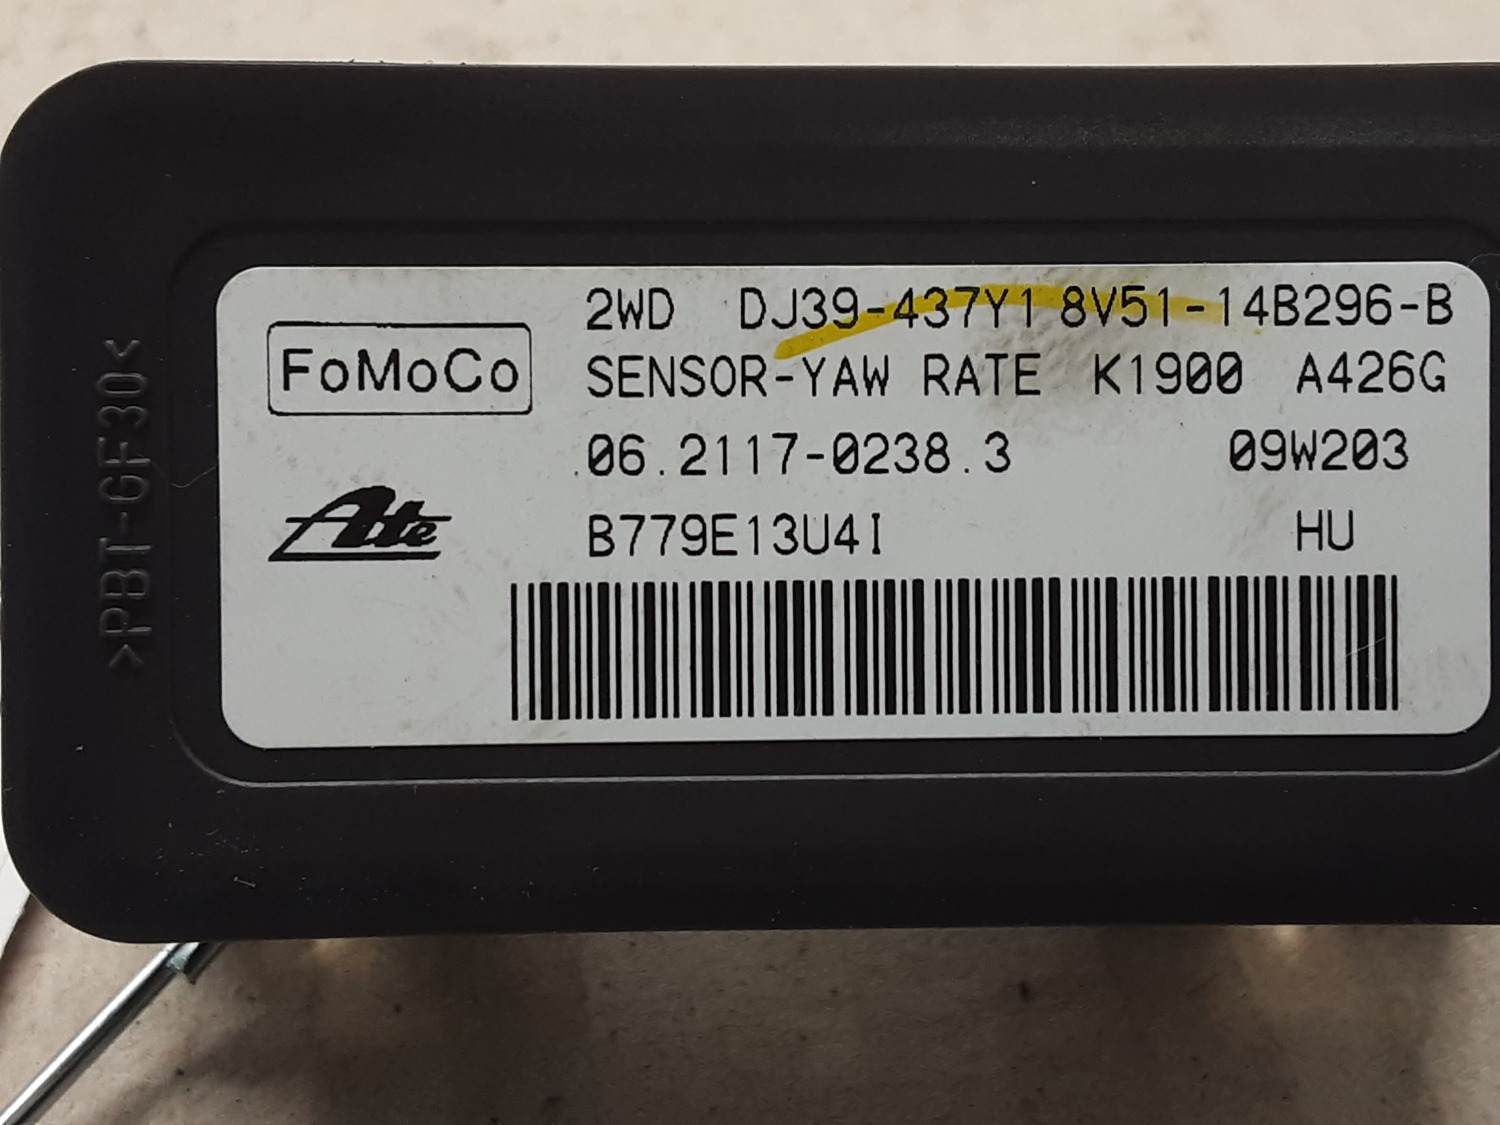 >PBT-GF30<
FoMoCo
Ate
2WD DJ39-437Y1 8V51-14B296-B
SENSOR-YAW RATE K1900 A426G
06.2117-0238.3 09W203
B779E13U4I HU